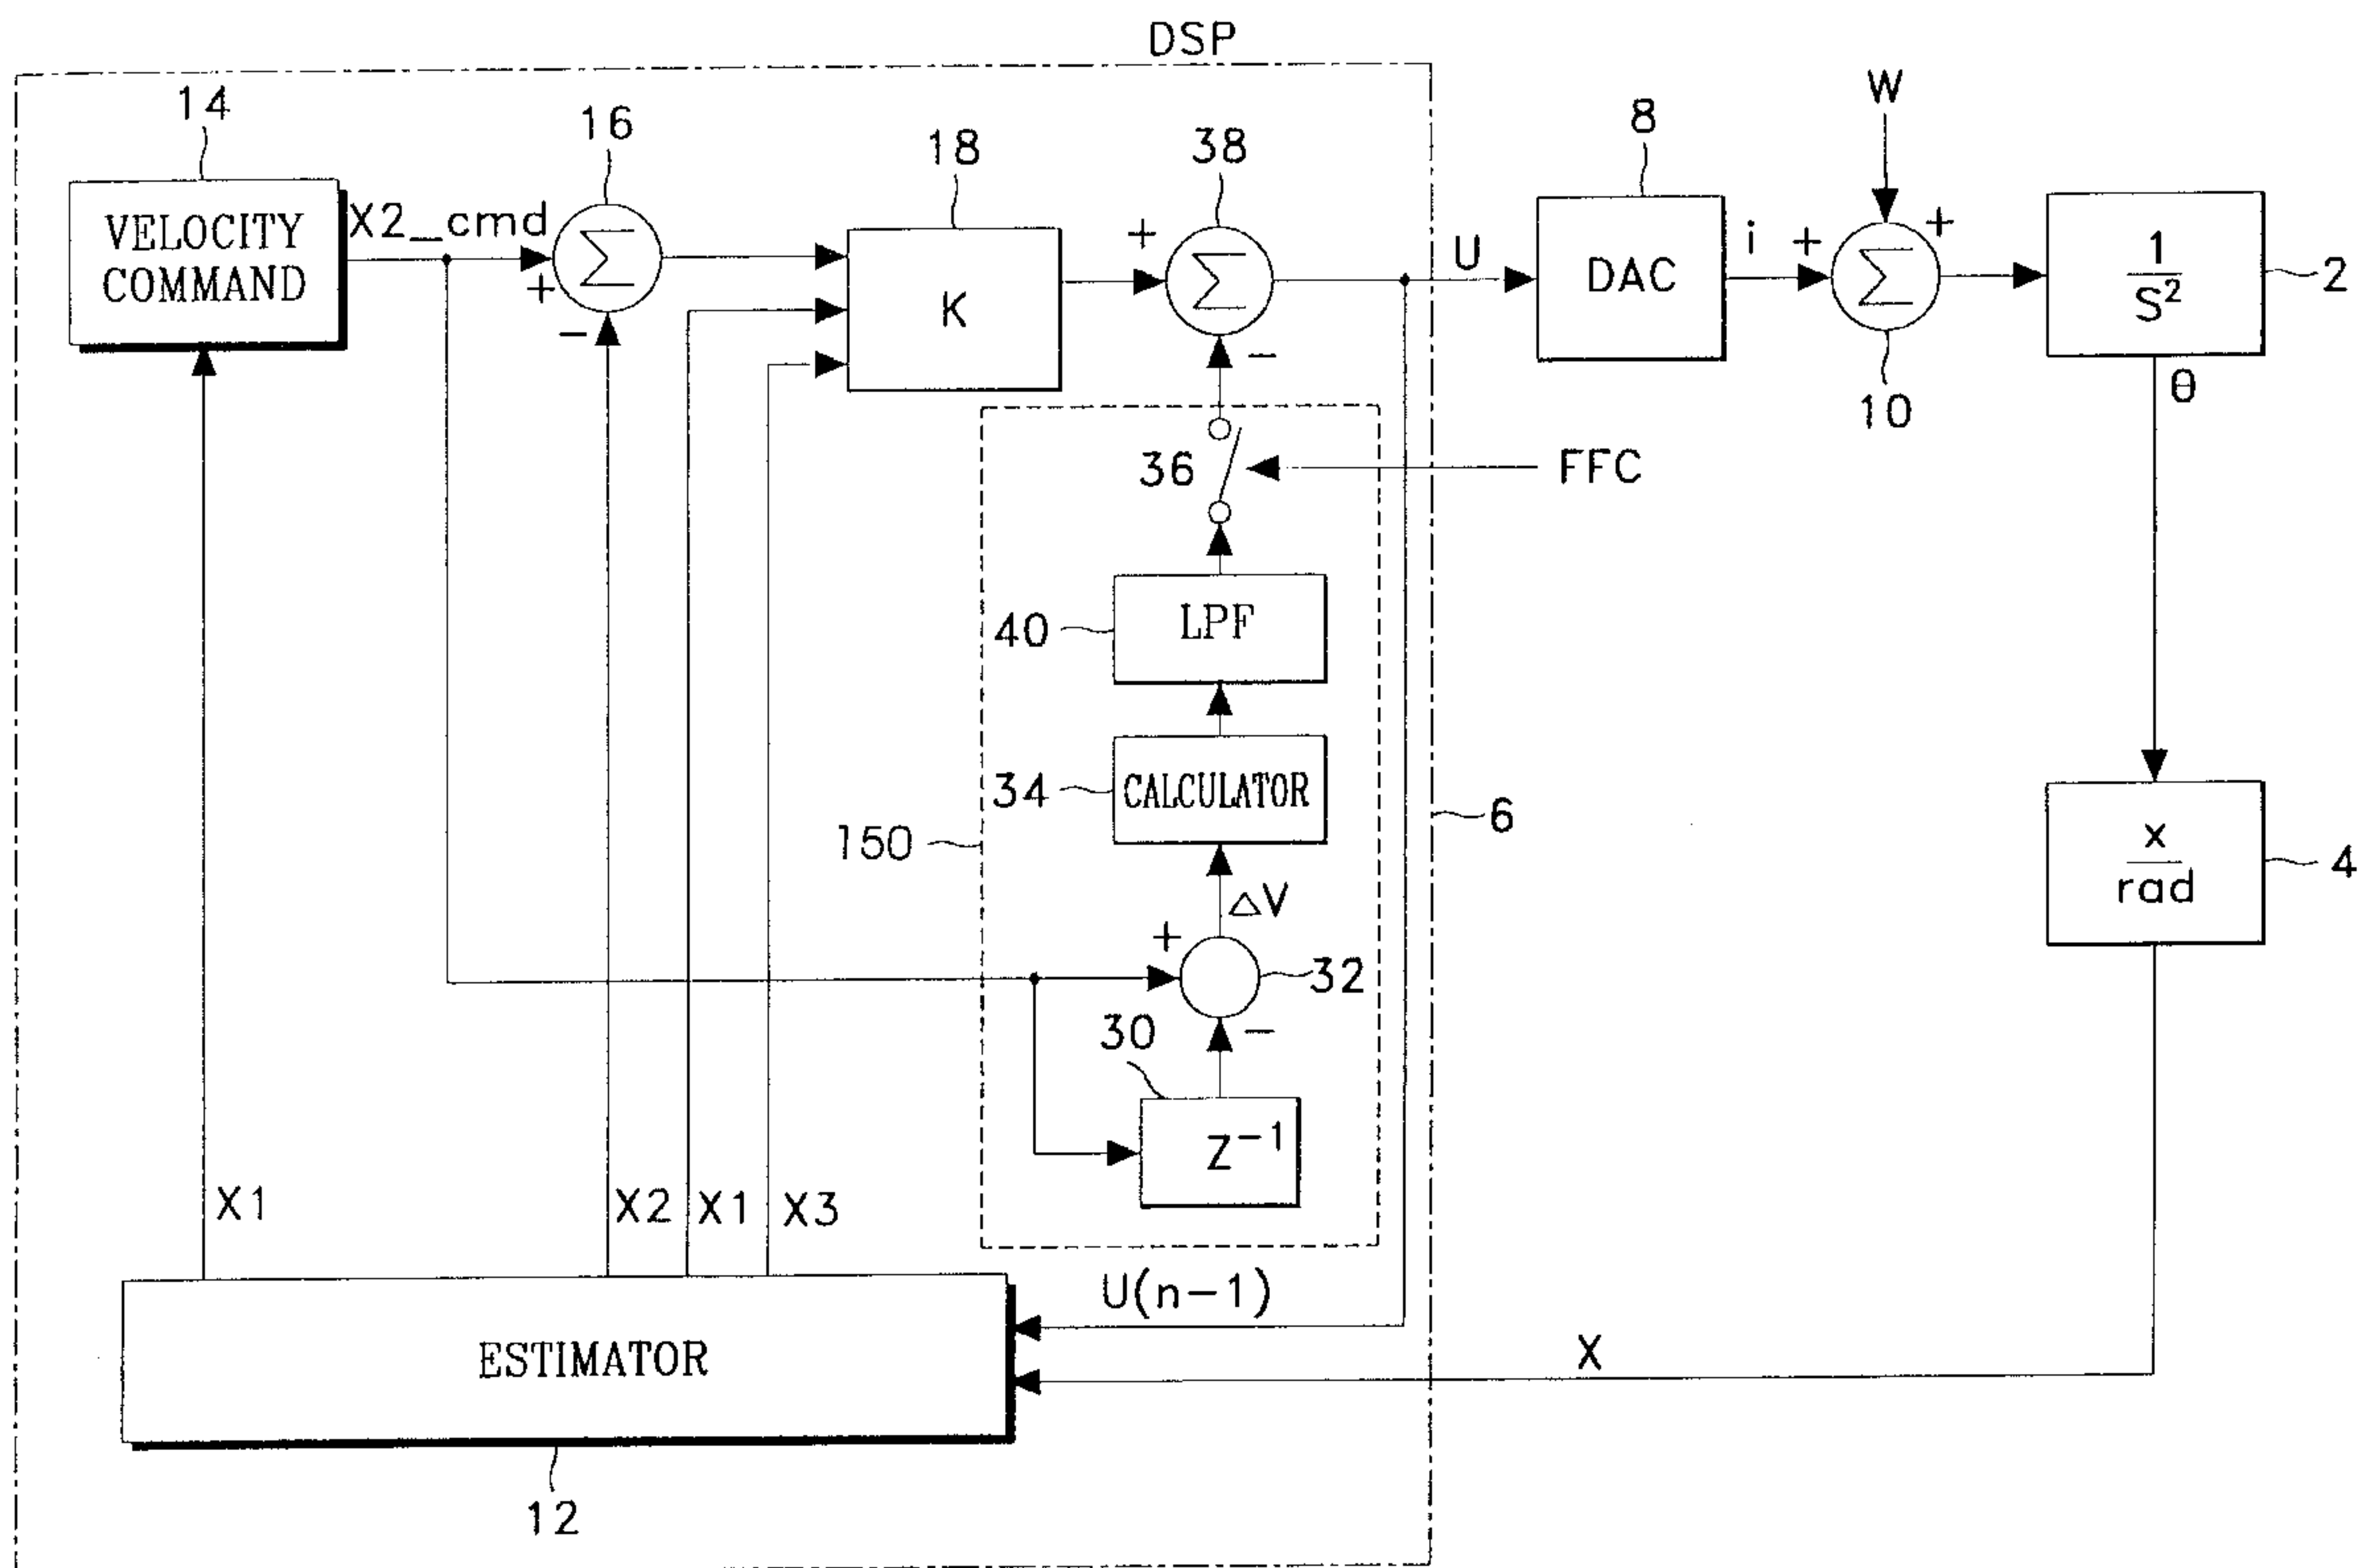 DSP
14
16
18
38
8
W
VELOCITY
COMMAND
X2_cmd
+
-
K
+
-
U
DAC
i
+
+
10
1
S²
2
θ
36
FFC
40
LPF
34
CALCULATOR
150
6
x
rad
4
ΔV
+
32
30
-
Z⁻¹
X1
X2
X1
X3
U(n-1)
X
ESTIMATOR
12